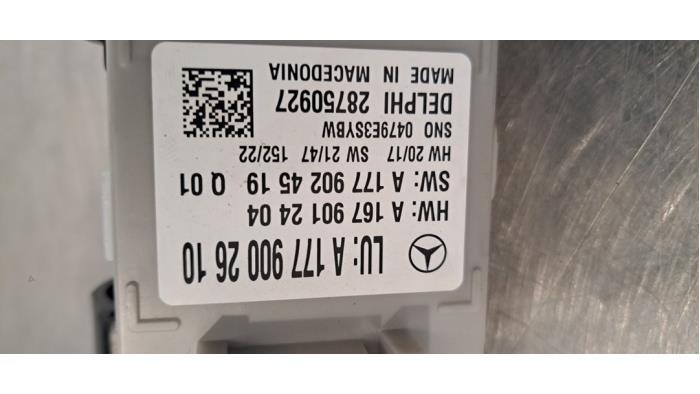 LU: A 177 900 26 10
HW: A 167 901 24 04
SW: A 177 902 45 19 Q 01
HW 20/17 SW 21/47 152/22
SNO 0479E3SYBW
DELPHI 28750927
MADE IN MACEDONIA